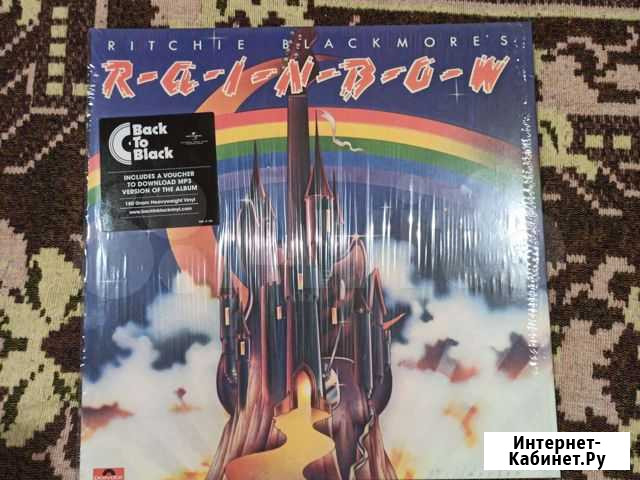 RITCHIE BLACKMORE'S
R-A-I-N-B-O-W
Back
To
Black
INCLUDES A VOUCHER
TO DOWNLOAD MP3
VERSION OF THE ALBUM
180 Gram Heavyweight Vinyl
www.backtoblackvinyl.com
Интернет-
Кабинет.Ру